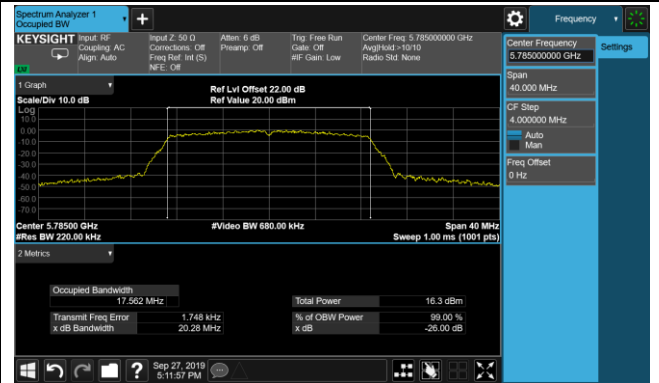 Spectrum Analyzer 1
Occupied BW
+
Frequency
KEYSIGHT
Input: RF
Coupling: AC
Align: Auto
Input Z: 50 Ω
Corrections: Off
Freq Ref: Int (S)
NFE: Off
Atten: 6 dB
Preamp: Off
Trig: Free Run
Gate: Off
#IF Gain: Low
Center Freq: 5.785000000 GHz
Avg|Hold:>10/10
Radio Std: None
LXI
Center Frequency
5.785000000 GHz
Settings
Span
40.000 MHz
CF Step
4.000000 MHz
Auto
Man
Freq Offset
0 Hz
1 Graph
Scale/Div 10.0 dB
Ref Lvl Offset 22.00 dB
Ref Value 20.00 dBm
Log
10.0
0.00
-10.0
-20.0
-30.0
-40.0
-50.0
-60.0
-70.0
Center 5.78500 GHz
#Res BW 220.00 kHz
#Video BW 680.00 kHz
Span 40 MHz
Sweep 1.00 ms (1001 pts)
2 Metrics
Occupied Bandwidth
17.562 MHz
Total Power 16.3 dBm
Transmit Freq Error 1.748 kHz
% of OBW Power 99.00 %
x dB Bandwidth 20.28 MHz
x dB -26.00 dB
?
Sep 27, 2019
5:11:57 PM